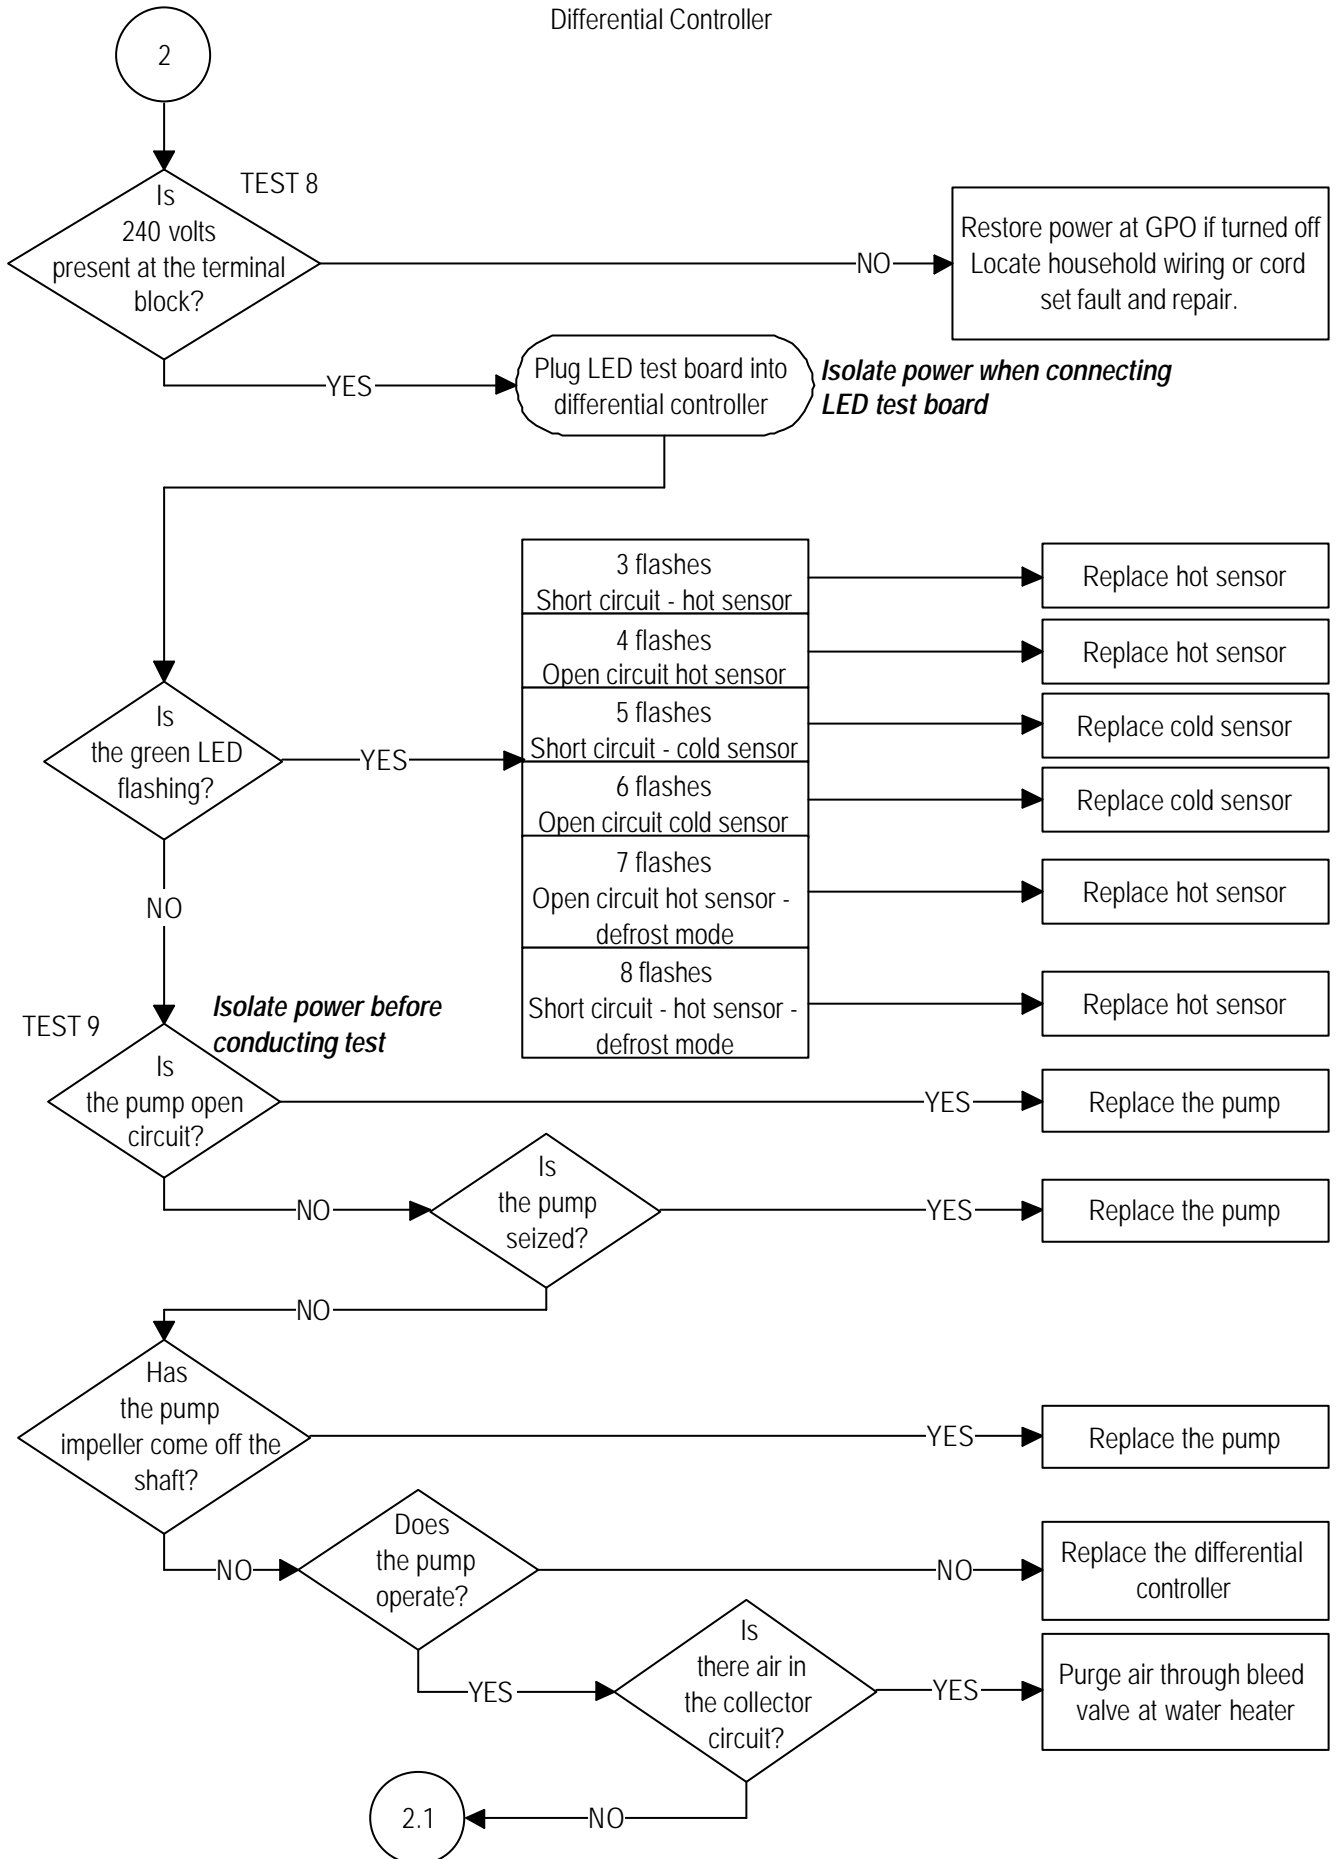 Differential Controller
2
TEST 8
Is
240 volts
present at the terminal
block?
NO
Restore power at GPO if turned off
Locate household wiring or cord
set fault and repair.
YES
Plug LED test board into
differential controller
Isolate power when connecting
LED test board
3 flashes
Short circuit - hot sensor
Replace hot sensor
4 flashes
Open circuit hot sensor
Replace hot sensor
5 flashes
Short circuit - cold sensor
Replace cold sensor
Is
the green LED
flashing?
YES
6 flashes
Open circuit cold sensor
Replace cold sensor
7 flashes
Open circuit hot sensor -
defrost mode
Replace hot sensor
8 flashes
Short circuit - hot sensor -
defrost mode
Replace hot sensor
NO
TEST 9
Isolate power before
conducting test
Is
the pump open
circuit?
YES
Replace the pump
NO
Is
the pump
seized?
YES
Replace the pump
NO
Has
the pump
impeller come off the
shaft?
YES
Replace the pump
NO
Does
the pump
operate?
NO
Replace the differential
controller
YES
Is
there air in
the collector
circuit?
YES
Purge air through bleed
valve at water heater
NO
2.1